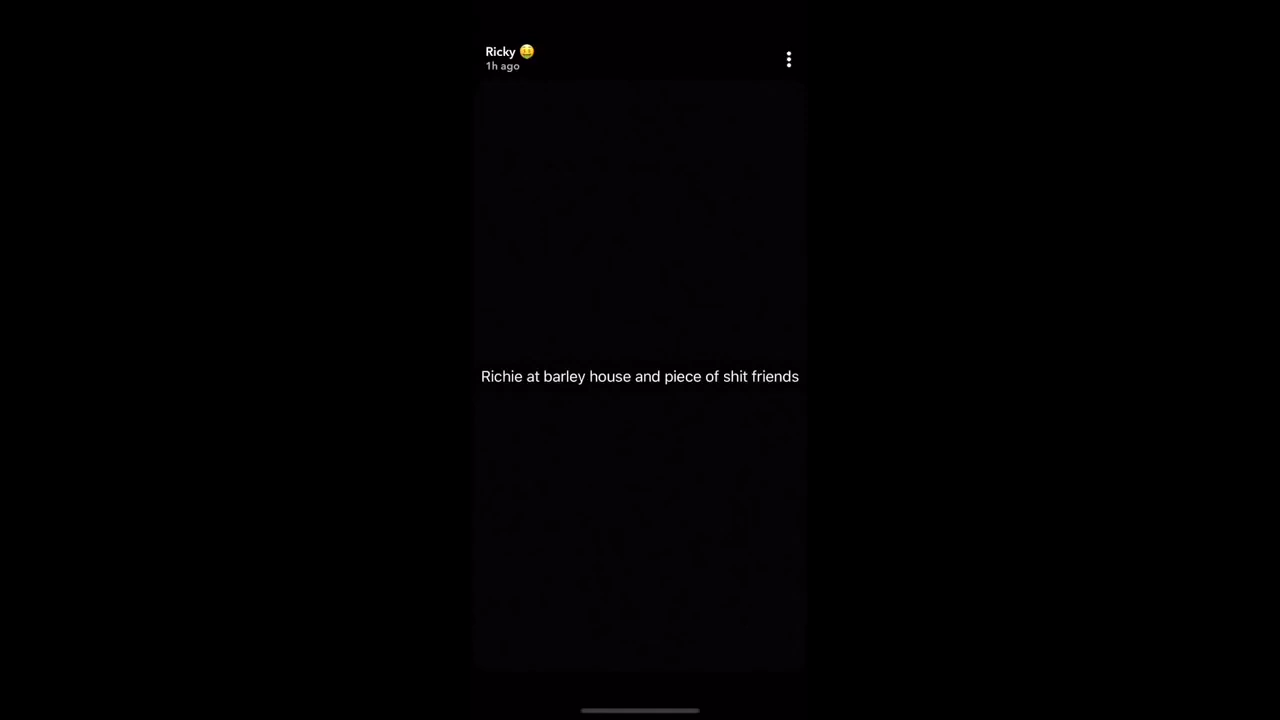 Ricky 🤑
1h ago
Richie at barley house and piece of shit friends